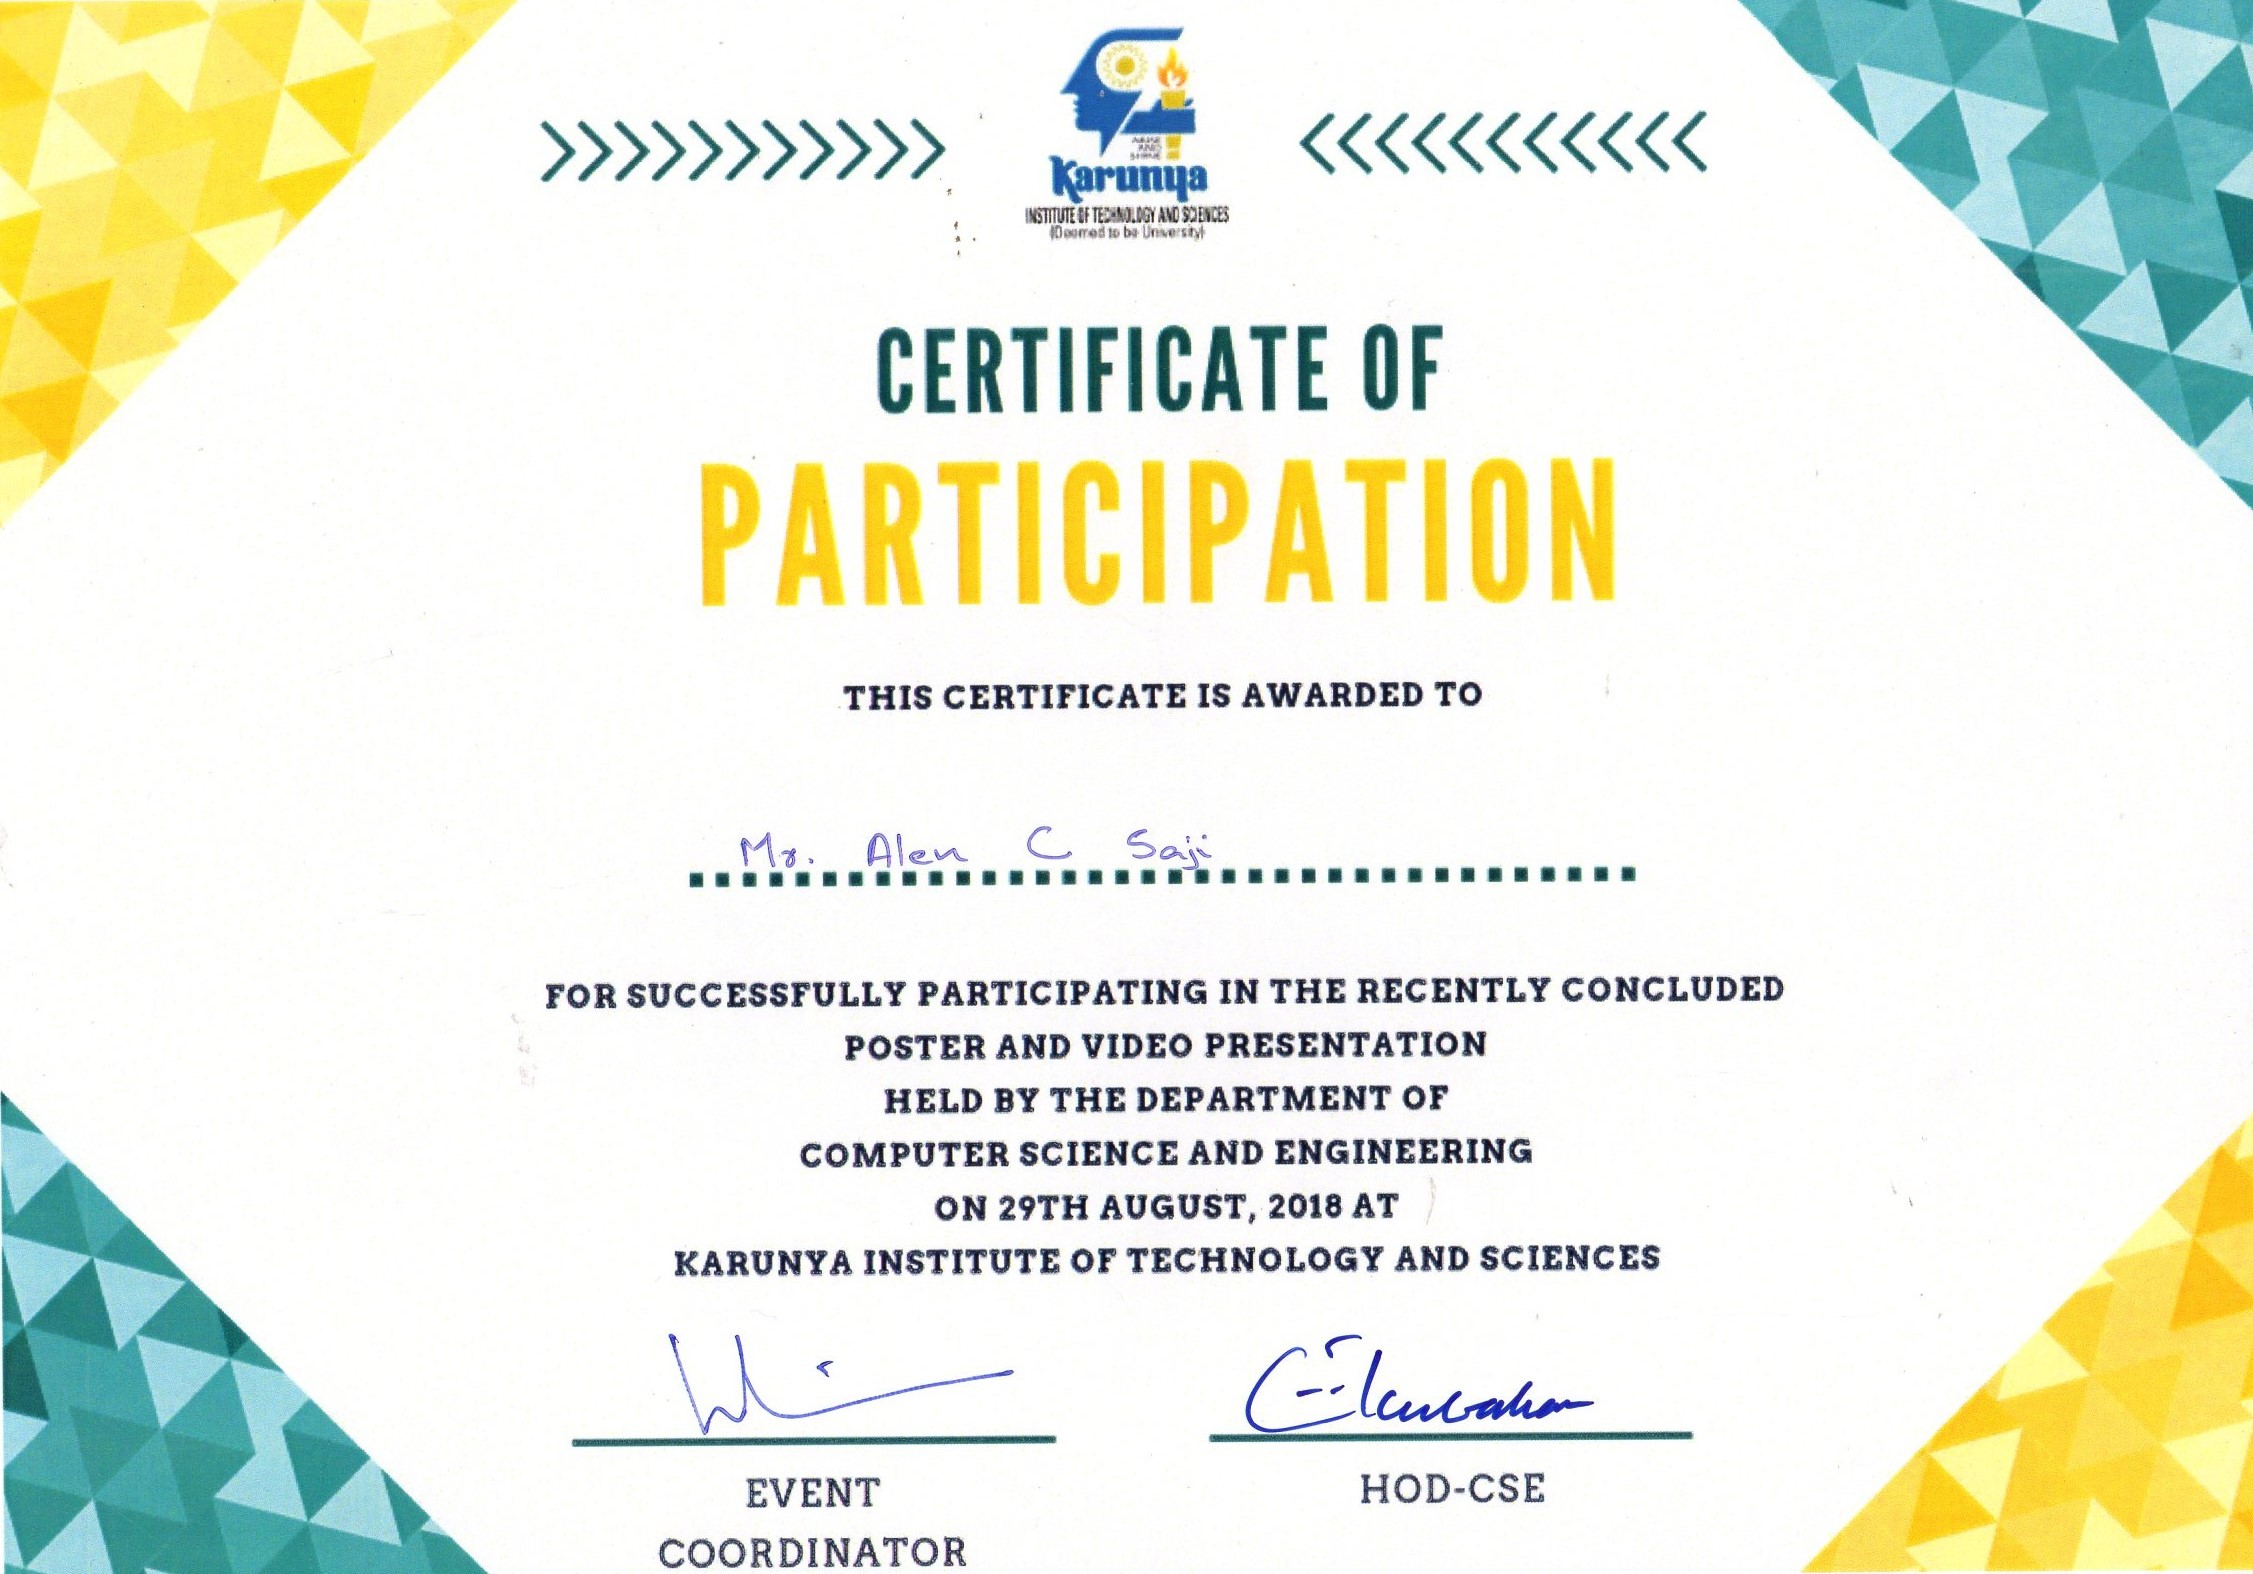 ARISE
AND
SHINE
Karunya
INSTITUTE OF TECHNOLOGY AND SCIENCES
(Deemed to be University)
CERTIFICATE OF
PARTICIPATION
THIS CERTIFICATE IS AWARDED TO
Mr. Alen C Saji
FOR SUCCESSFULLY PARTICIPATING IN THE RECENTLY CONCLUDED
POSTER AND VIDEO PRESENTATION
HELD BY THE DEPARTMENT OF
COMPUTER SCIENCE AND ENGINEERING
ON 29TH AUGUST, 2018 AT
KARUNYA INSTITUTE OF TECHNOLOGY AND SCIENCES
EVENT
COORDINATOR
HOD-CSE